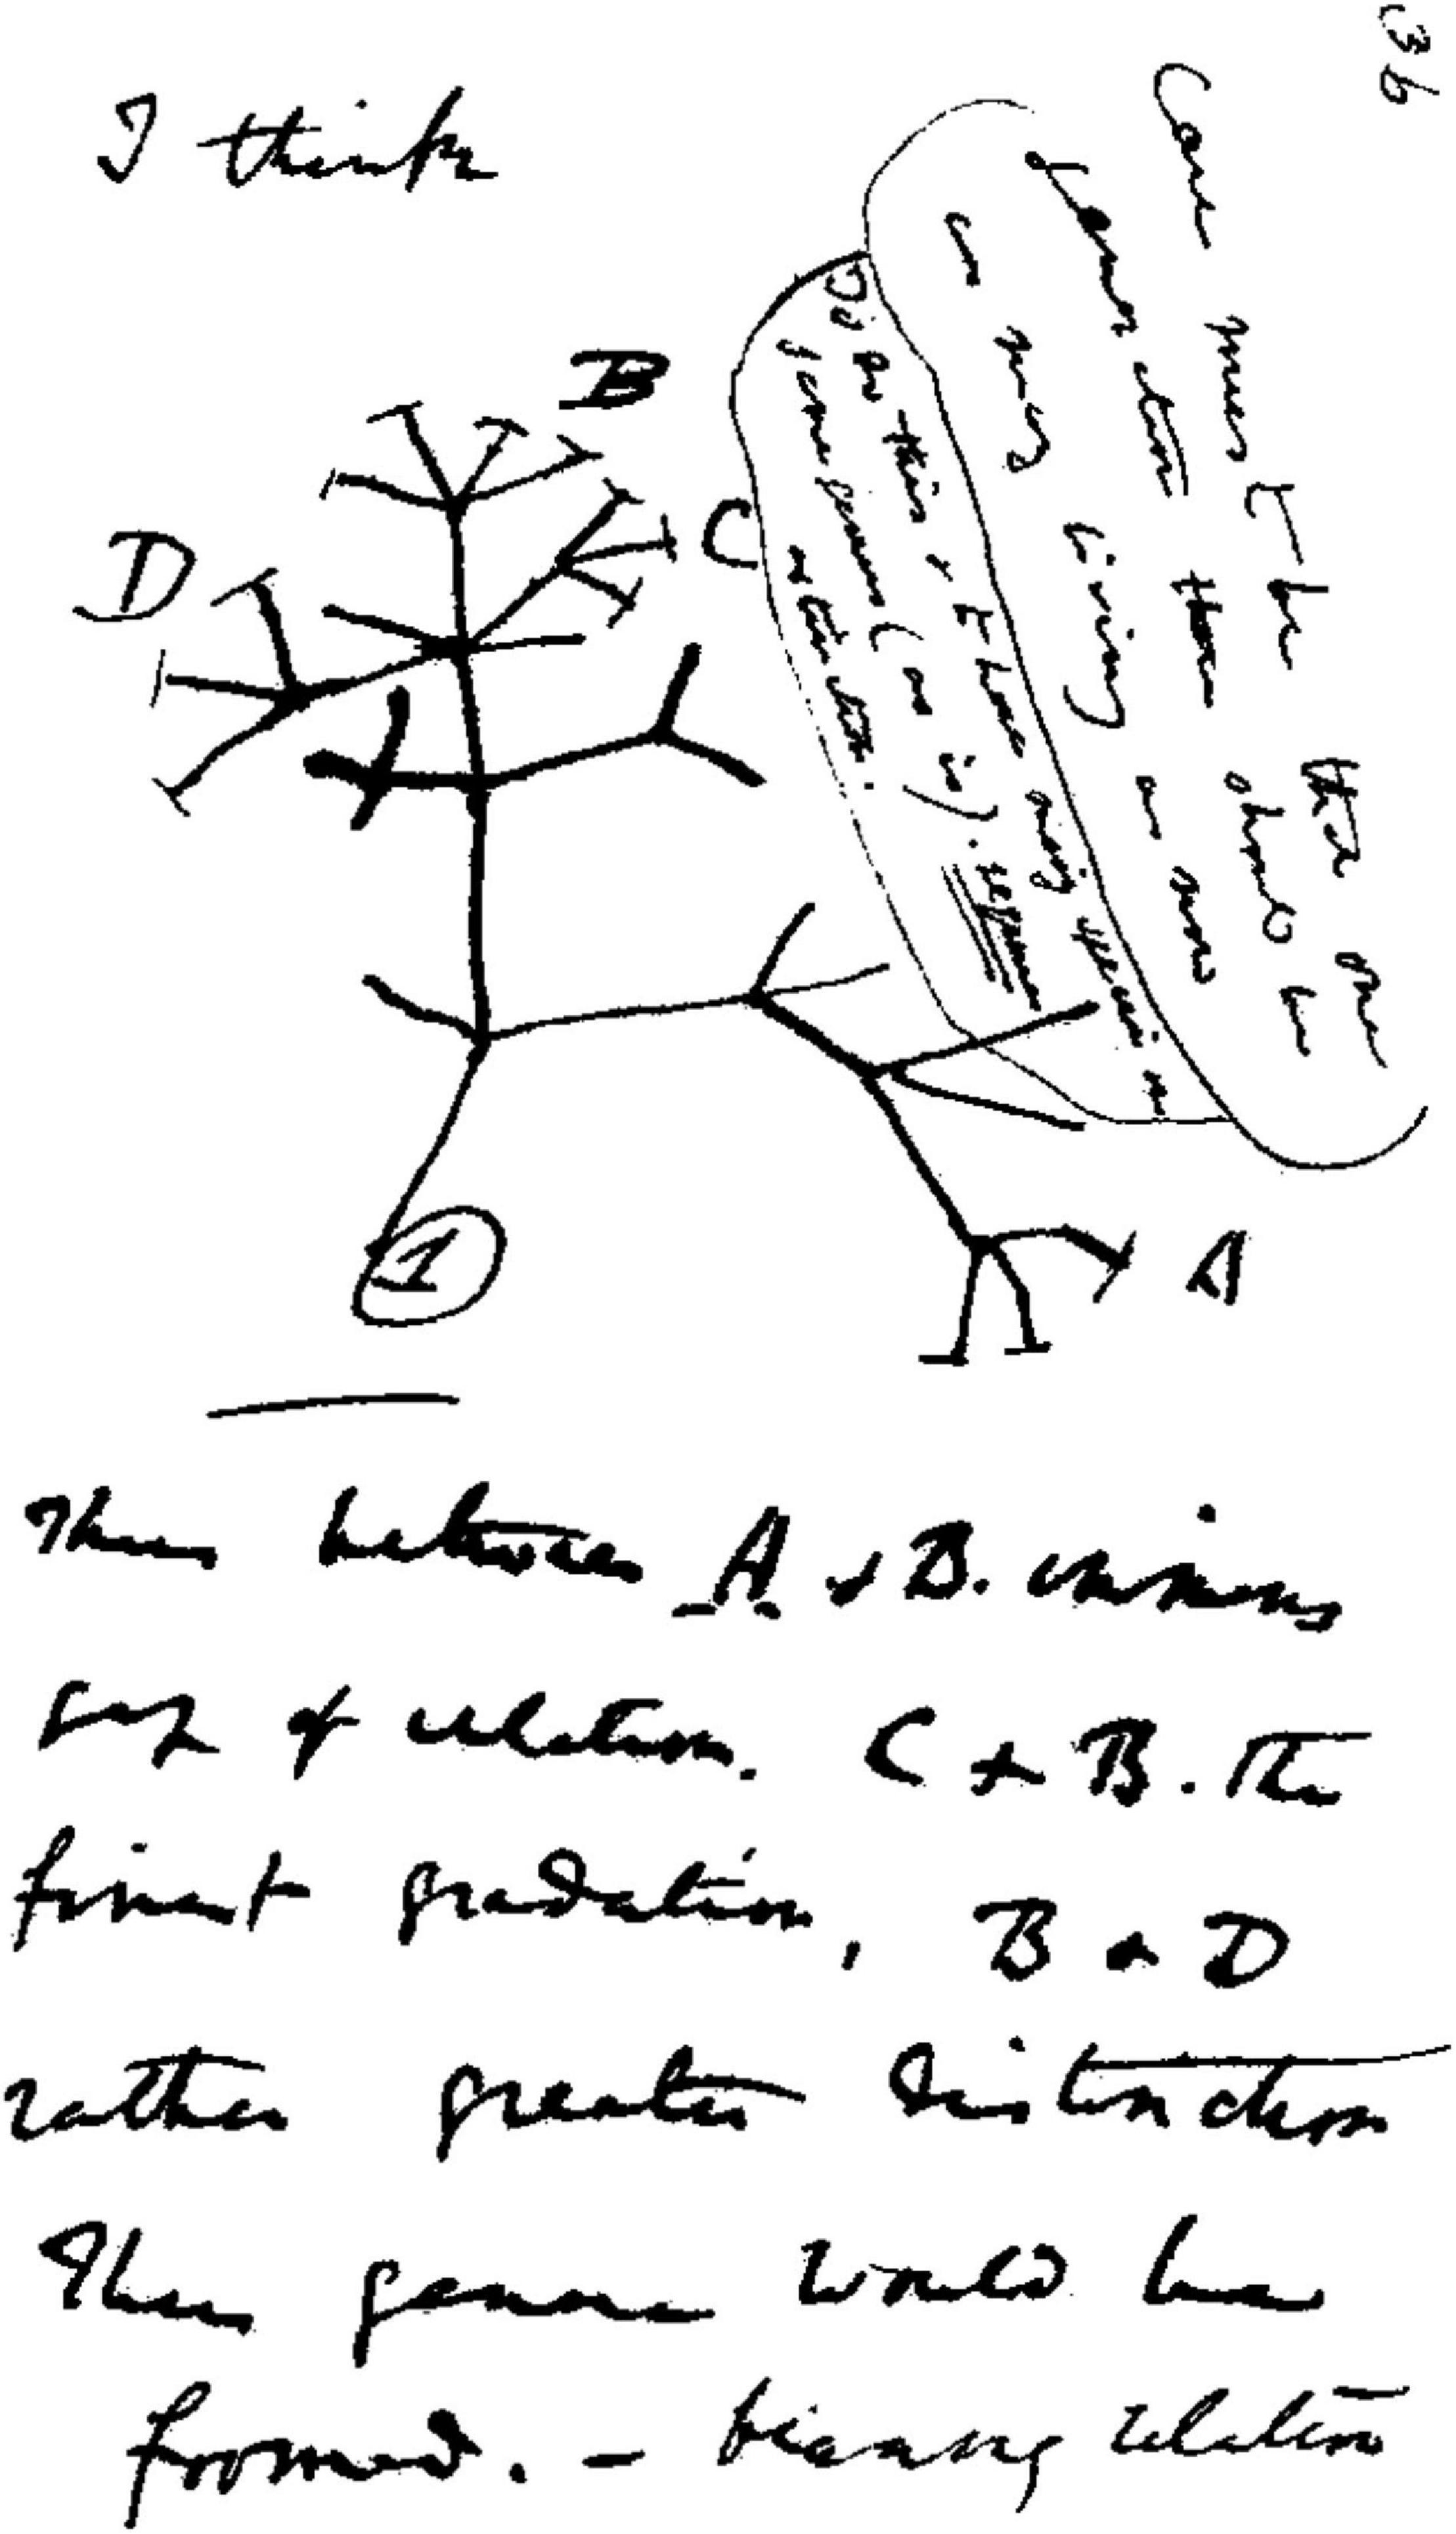 36
I think
Case must be that one
generation then should be
as many living as now
To do this & to have many species in
same genus (as is). requires
extinction.
B
C
D
A
1
Thus between A & B. immense
gap of relation. C & B. The
finest gradation, B & D
rather greater distinction
Thus genera would be
formed. — bearing relation